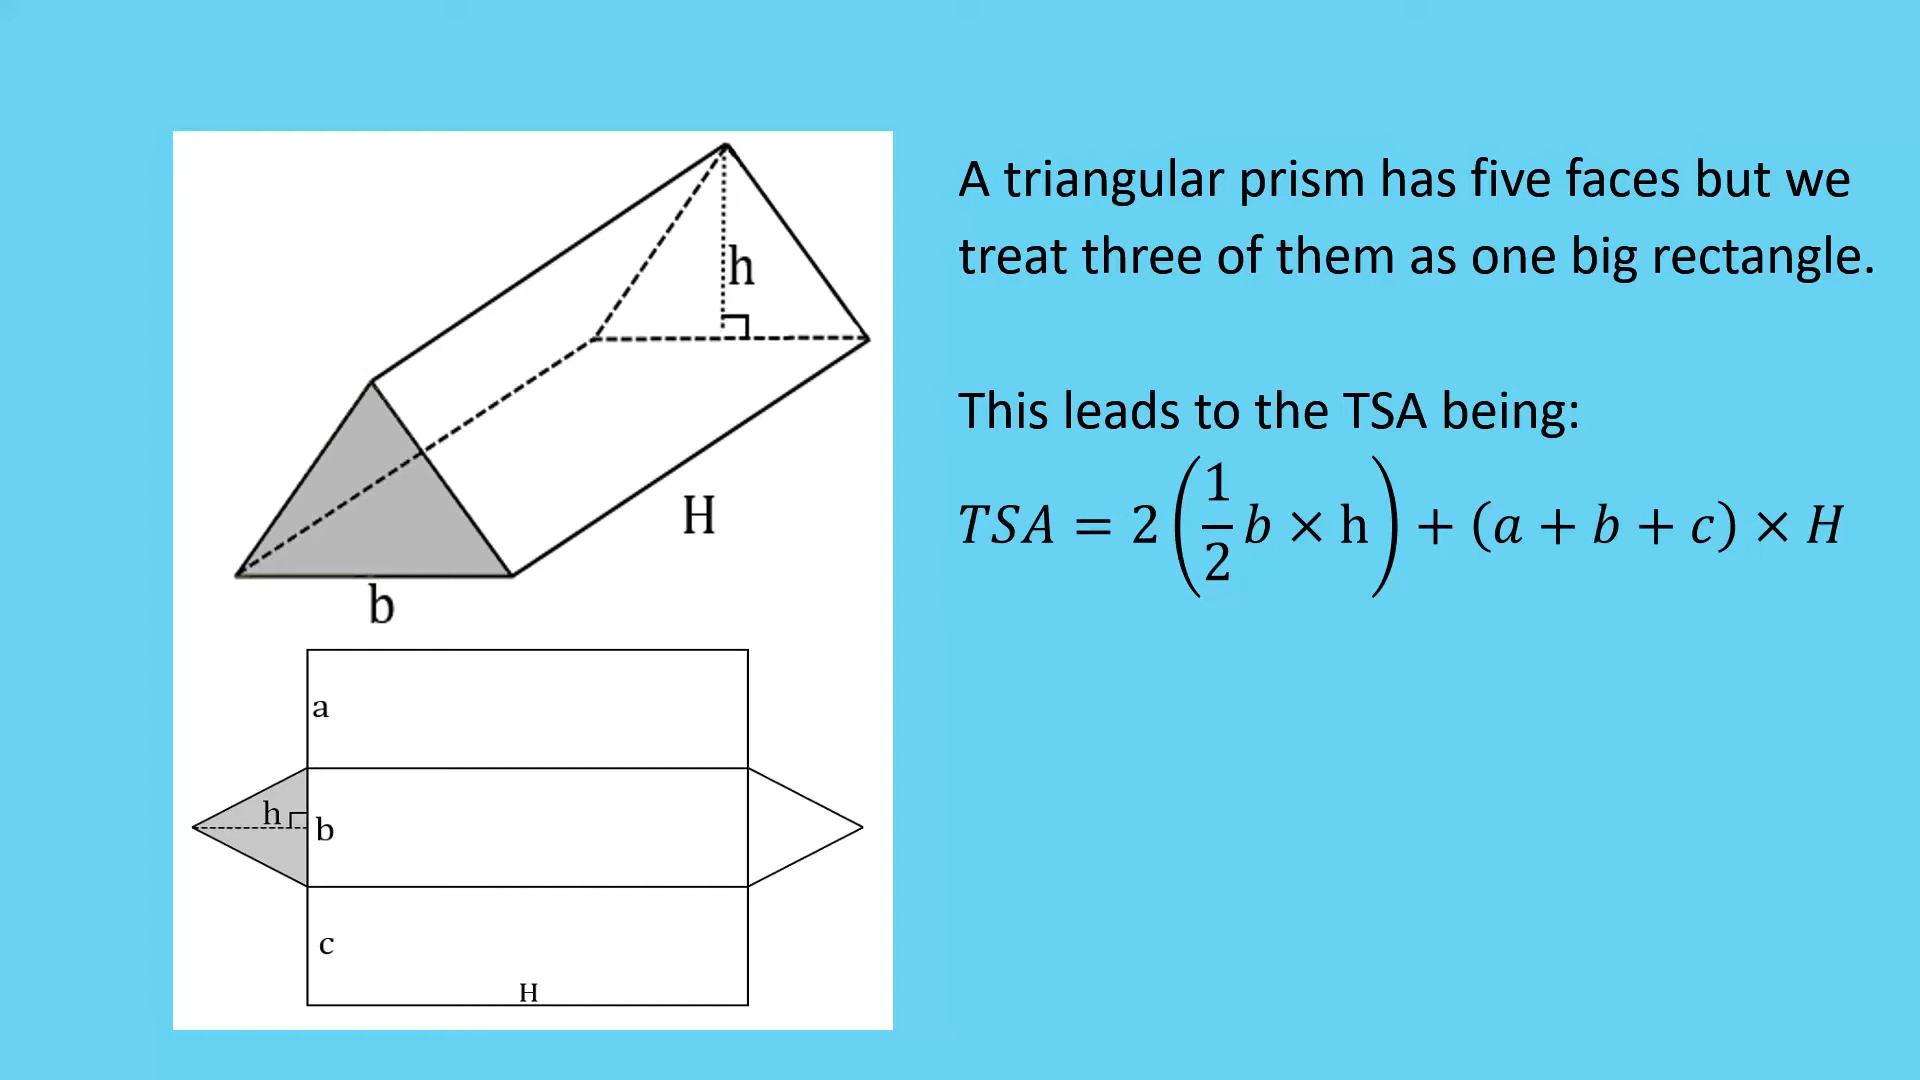 A triangular prism has five faces but we
treat three of them as one big rectangle.
This leads to the TSA being:
TSA = 2(1/2 b × h) + (a + b + c) × H
h
H
b
a
h
b
c
H